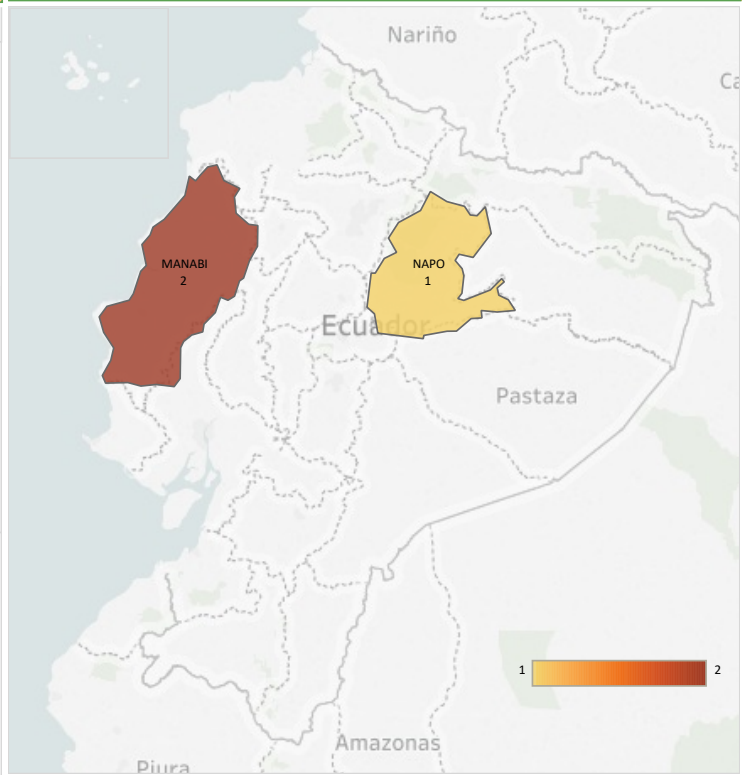 Nariño
Ca
MANABI
2
NAPO
1
Ecuador
Pastaza
1
2
Amazonas
Piura